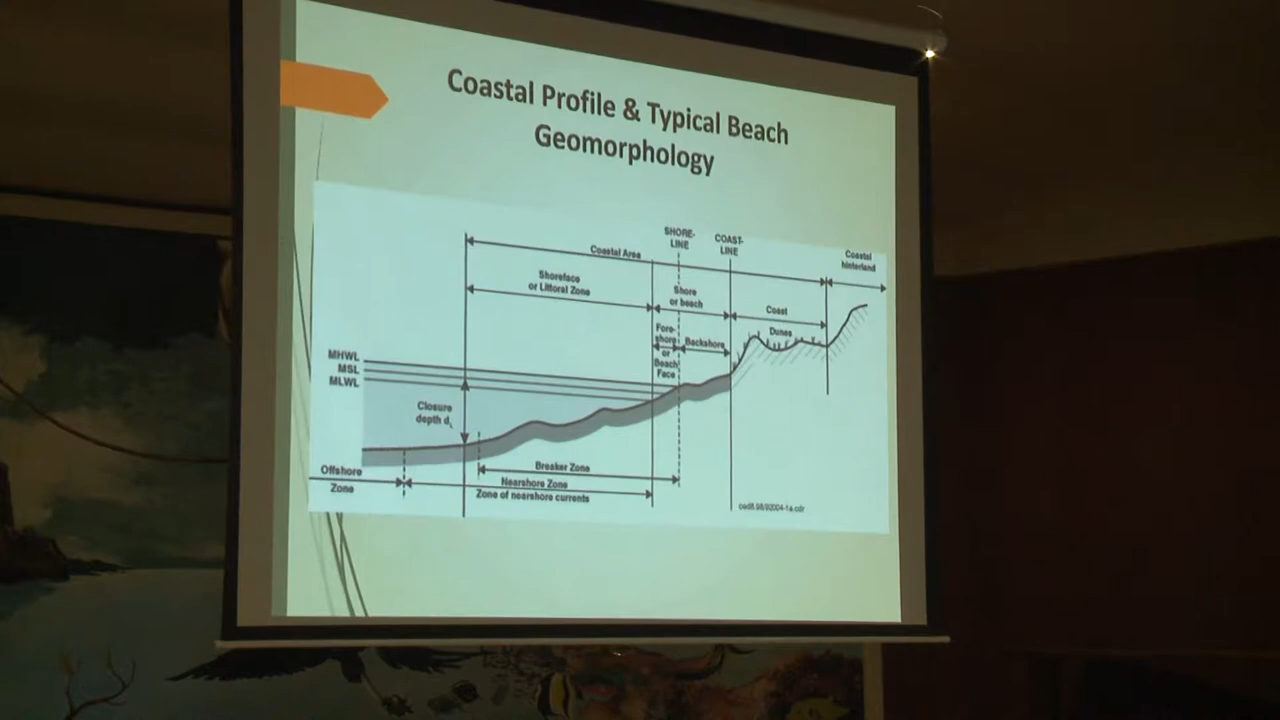 Coastal Profile & Typical Beach
Geomorphology
SHORE-
LINE
COAST-
LINE
Coastal Area
Coastal
hinterland
Shoreface
or Littoral Zone
Shore
or beach
Coast
Fore-
shore
or
Beach
Face
Backshore
Dunes
MHWL
MSL
MLWL
Closure
depth d
Breaker Zone
Offshore
Zone
Nearshore Zone
Zone of nearshore currents